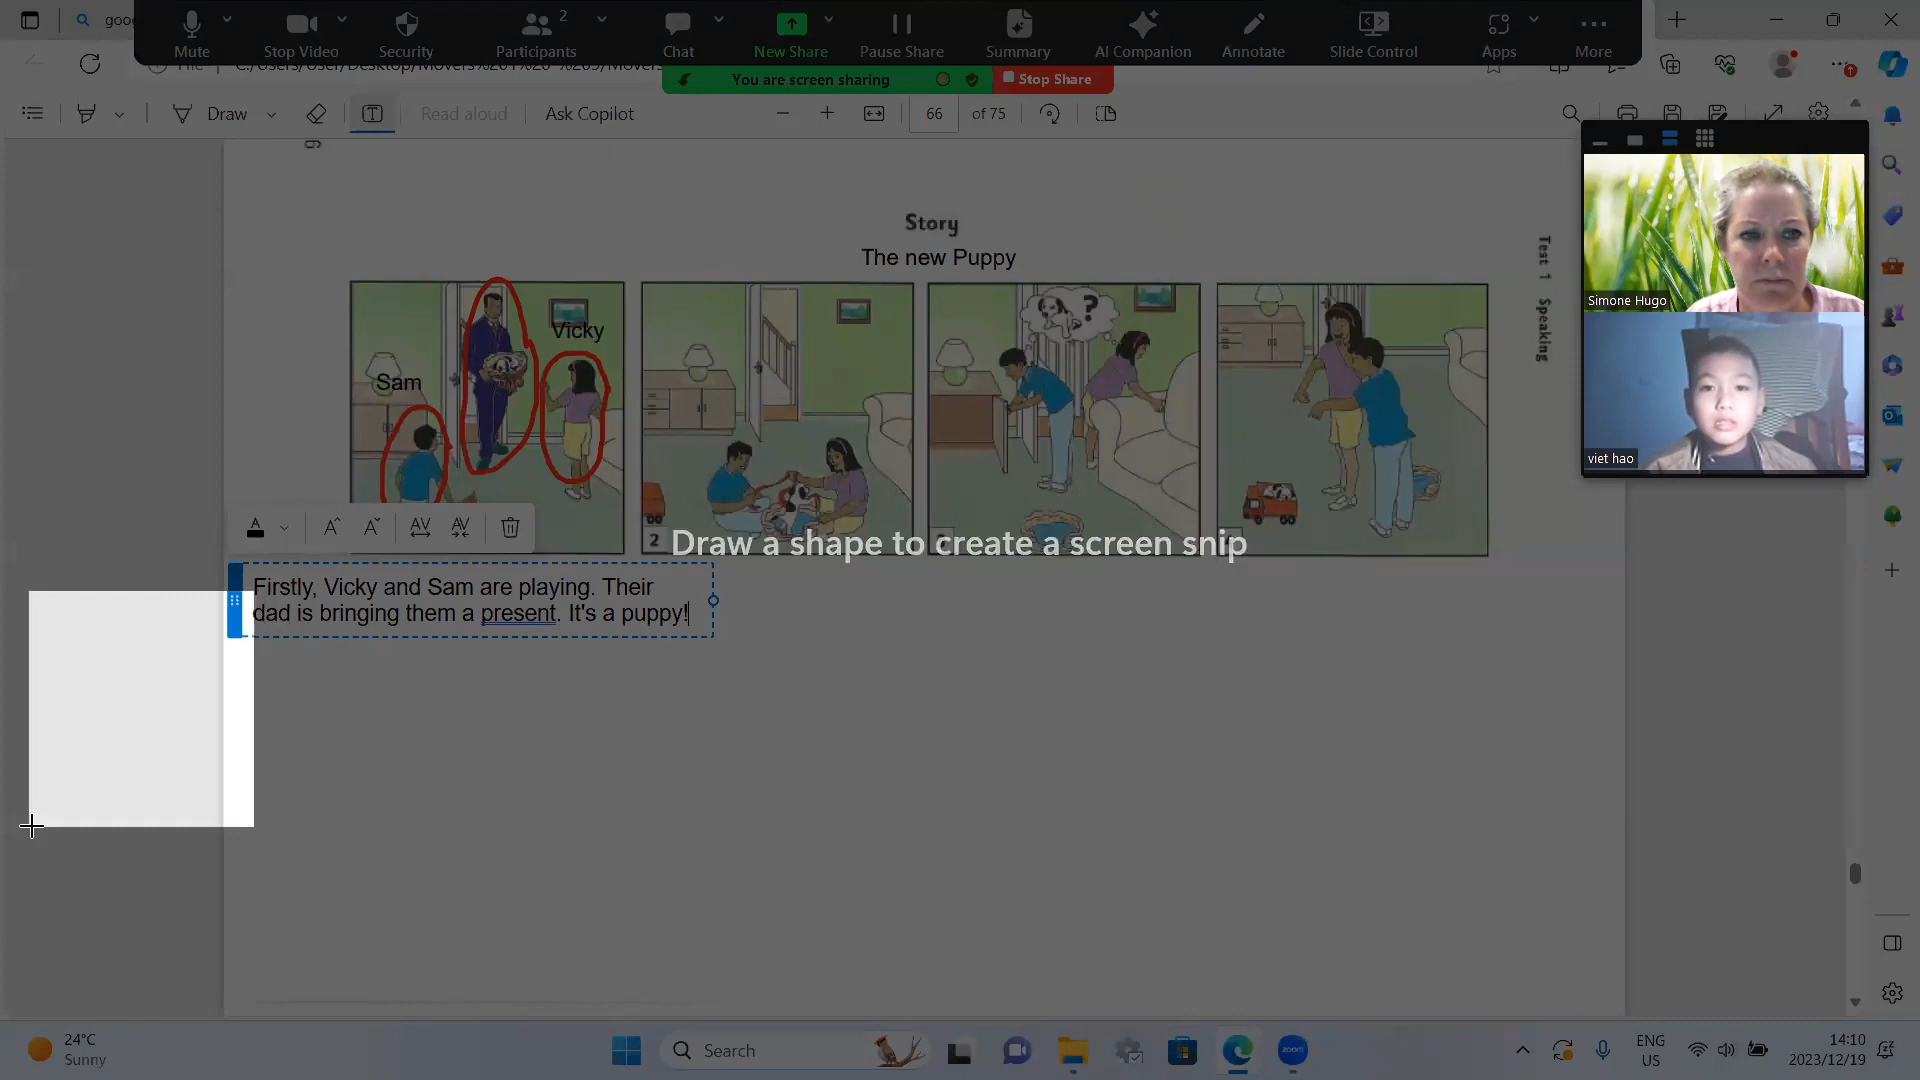 Mute
Stop Video
Security
Participants
2
Chat
New Share
Pause Share
Summary
AI Companion
Annotate
Slide Control
Apps
More
You are screen sharing
Stop Share
Draw
Read aloud
Ask Copilot
66
of 75
Story
The new Puppy
Sam
Vicky
?
2
Test 1 Speaking
Simone Hugo
viet hao
Draw a shape to create a screen snip
Firstly, Vicky and Sam are playing. Their
dad is bringing them a present. It's a puppy!
24°C
Sunny
Search
zoom
ENG
US
14:10
2023/12/19